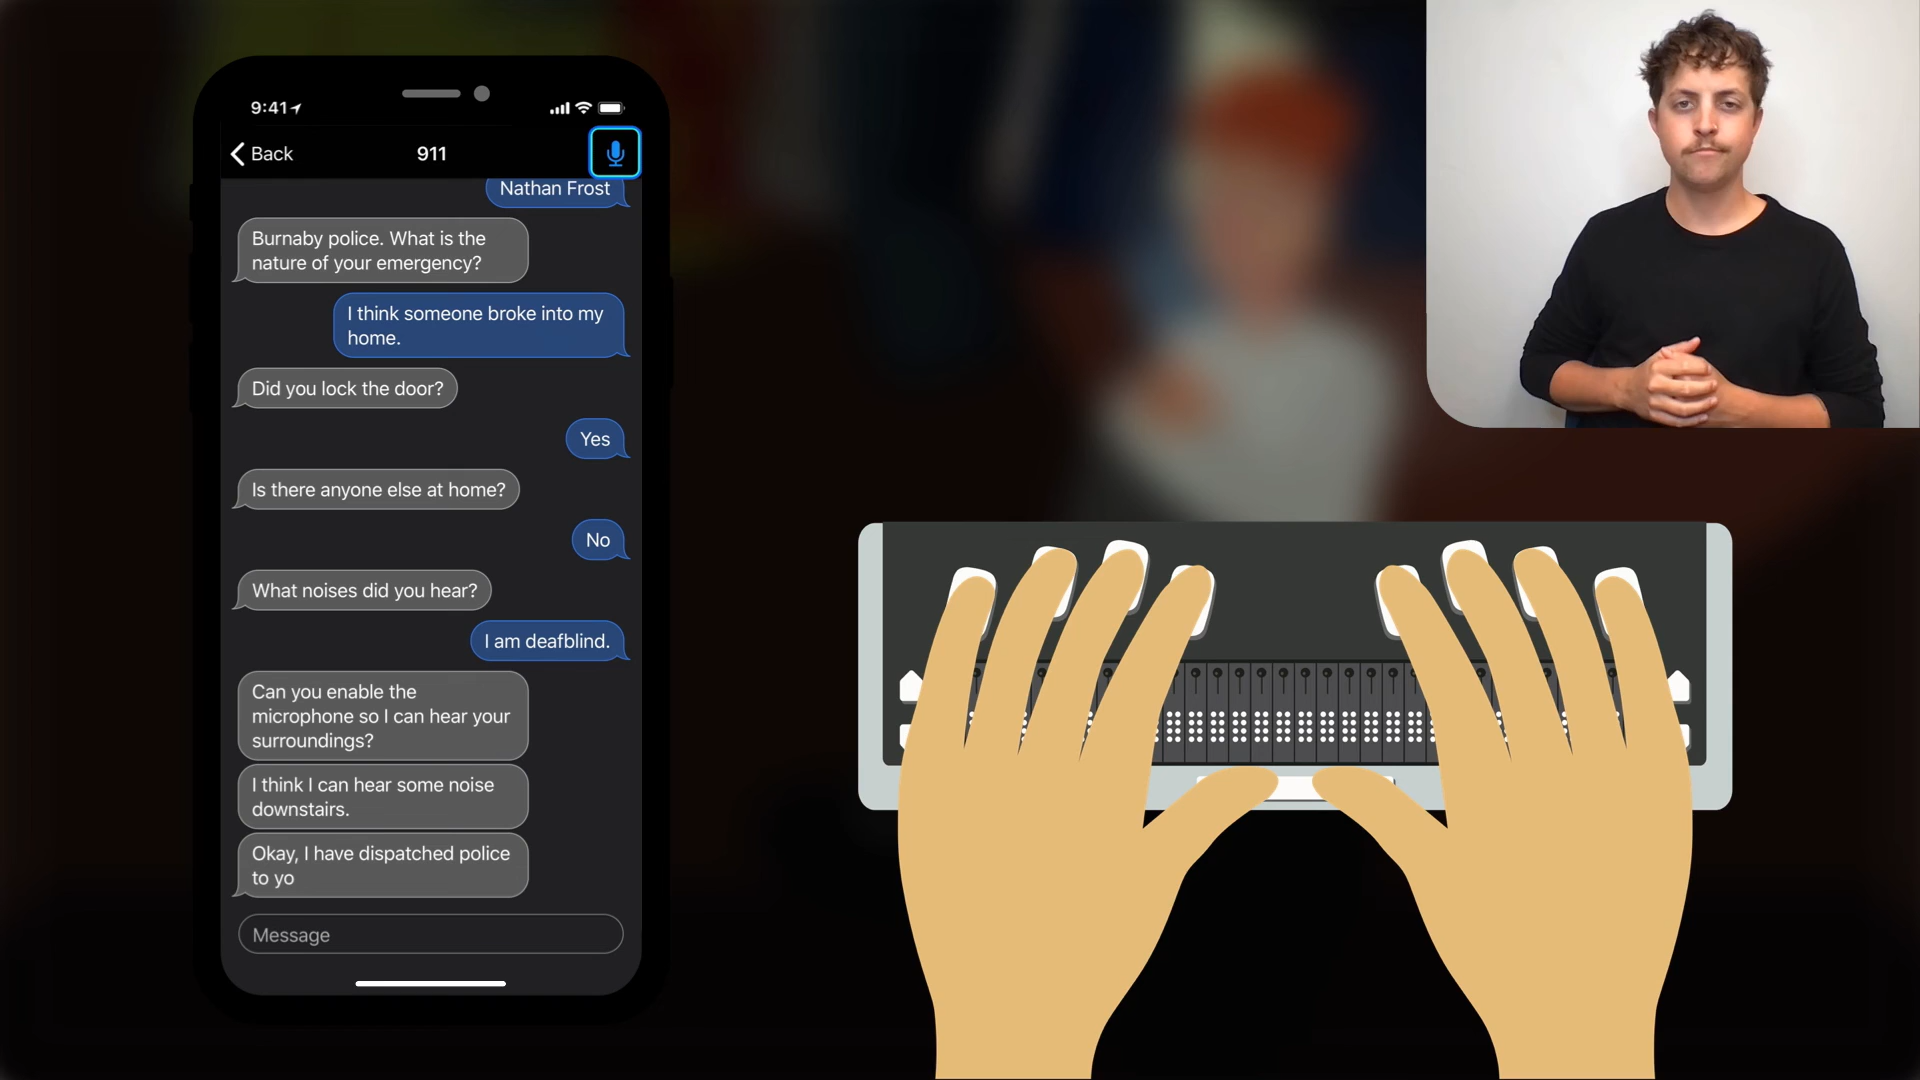 9:41
Back
911
Nathan Frost
Burnaby police. What is the
nature of your emergency?
I think someone broke into my
home.
Did you lock the door?
Yes
Is there anyone else at home?
No
What noises did you hear?
I am deafblind.
Can you enable the
microphone so I can hear your
surroundings?
I think I can hear some noise
downstairs.
Okay, I have dispatched police
to yo
Message